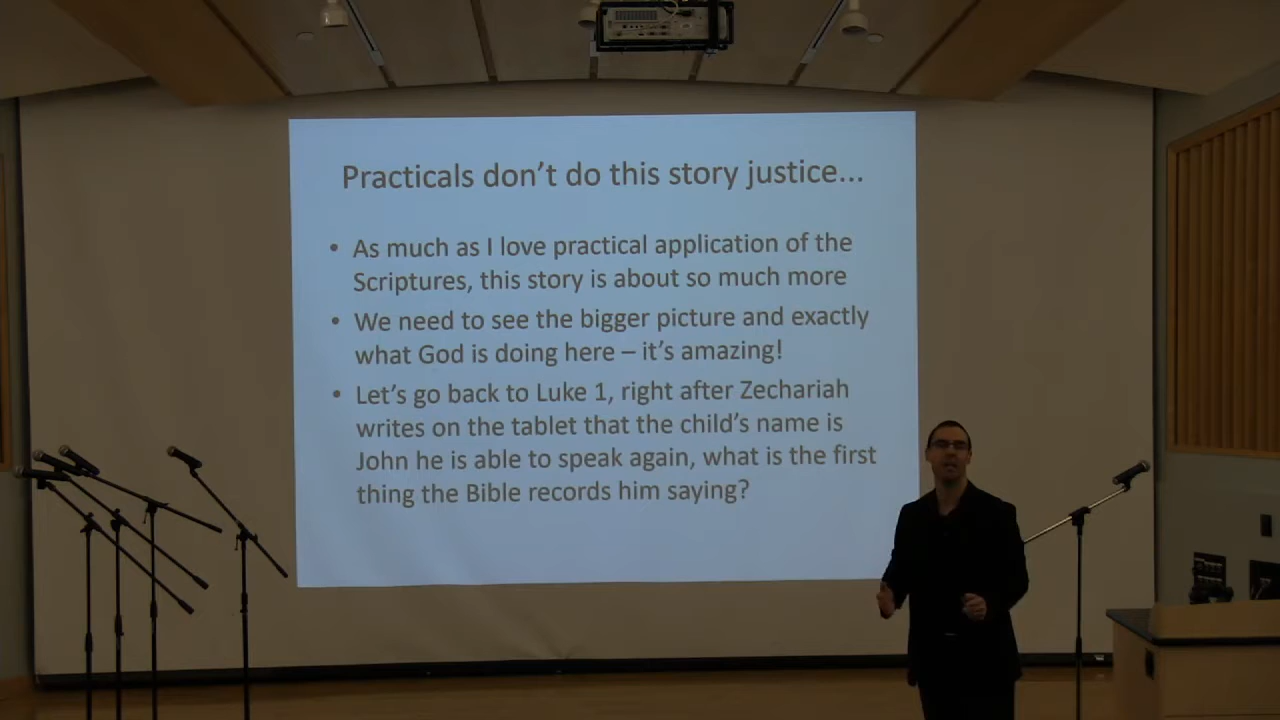 Practicals don't do this story justice...
• As much as I love practical application of the
Scriptures, this story is about so much more
• We need to see the bigger picture and exactly
what God is doing here – it's amazing!
• Let's go back to Luke 1, right after Zechariah
writes on the tablet that the child's name is
John he is able to speak again, what is the first
thing the Bible records him saying?